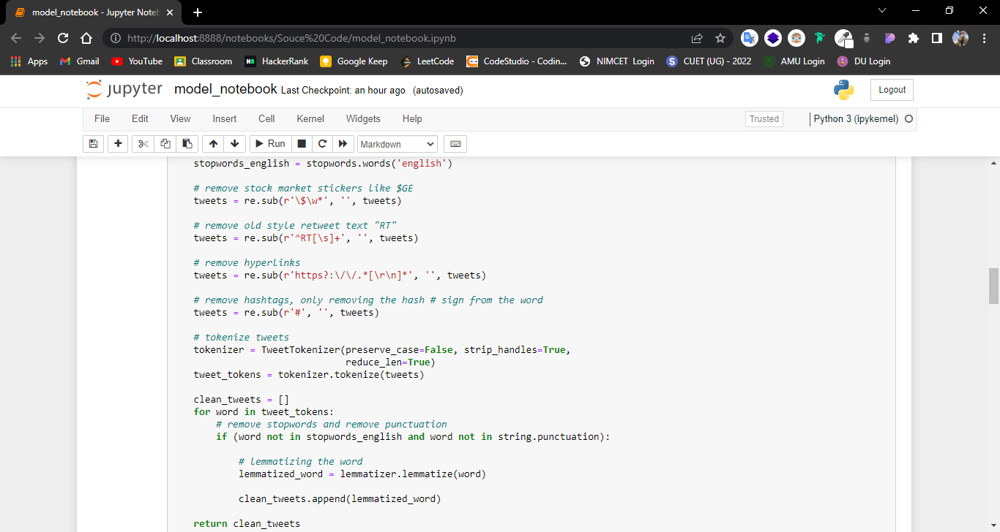 model_notebook - Jupyter Noteb
http://localhost:8888/notebooks/Souce%20Code/model_notebook.ipynb
Apps Gmail YouTube Classroom HackerRank Google Keep LeetCode CodeStudio - Codin... NIMCET Login CUET (UG) - 2022 AMU Login DU Login
jupyter model_notebook Last Checkpoint: an hour ago (autosaved) Logout
File Edit View Insert Cell Kernel Widgets Help Trusted Python 3 (ipykernel)
Run Markdown
stopwords_english = stopwords.words('english')
# remove stock market stickers like $GE
tweets = re.sub(r'\$\w*', '', tweets)
# remove old style retweet text "RT"
tweets = re.sub(r'^RT[\s]+', '', tweets)
# remove hyperlinks
tweets = re.sub(r'https?:\/\/.*[\r\n]*', '', tweets)
# remove hashtags, only removing the hash # sign from the word
tweets = re.sub(r'#', '', tweets)
# tokenize tweets
tokenizer = TweetTokenizer(preserve_case=False, strip_handles=True,
reduce_len=True)
tweet_tokens = tokenizer.tokenize(tweets)
clean_tweets = []
for word in tweet_tokens:
# remove stopwords and remove punctuation
if (word not in stopwords_english and word not in string.punctuation):
# lemmatizing the word
lemmatized_word = lemmatizer.lemmatize(word)
clean_tweets.append(lemmatized_word)
return clean_tweets